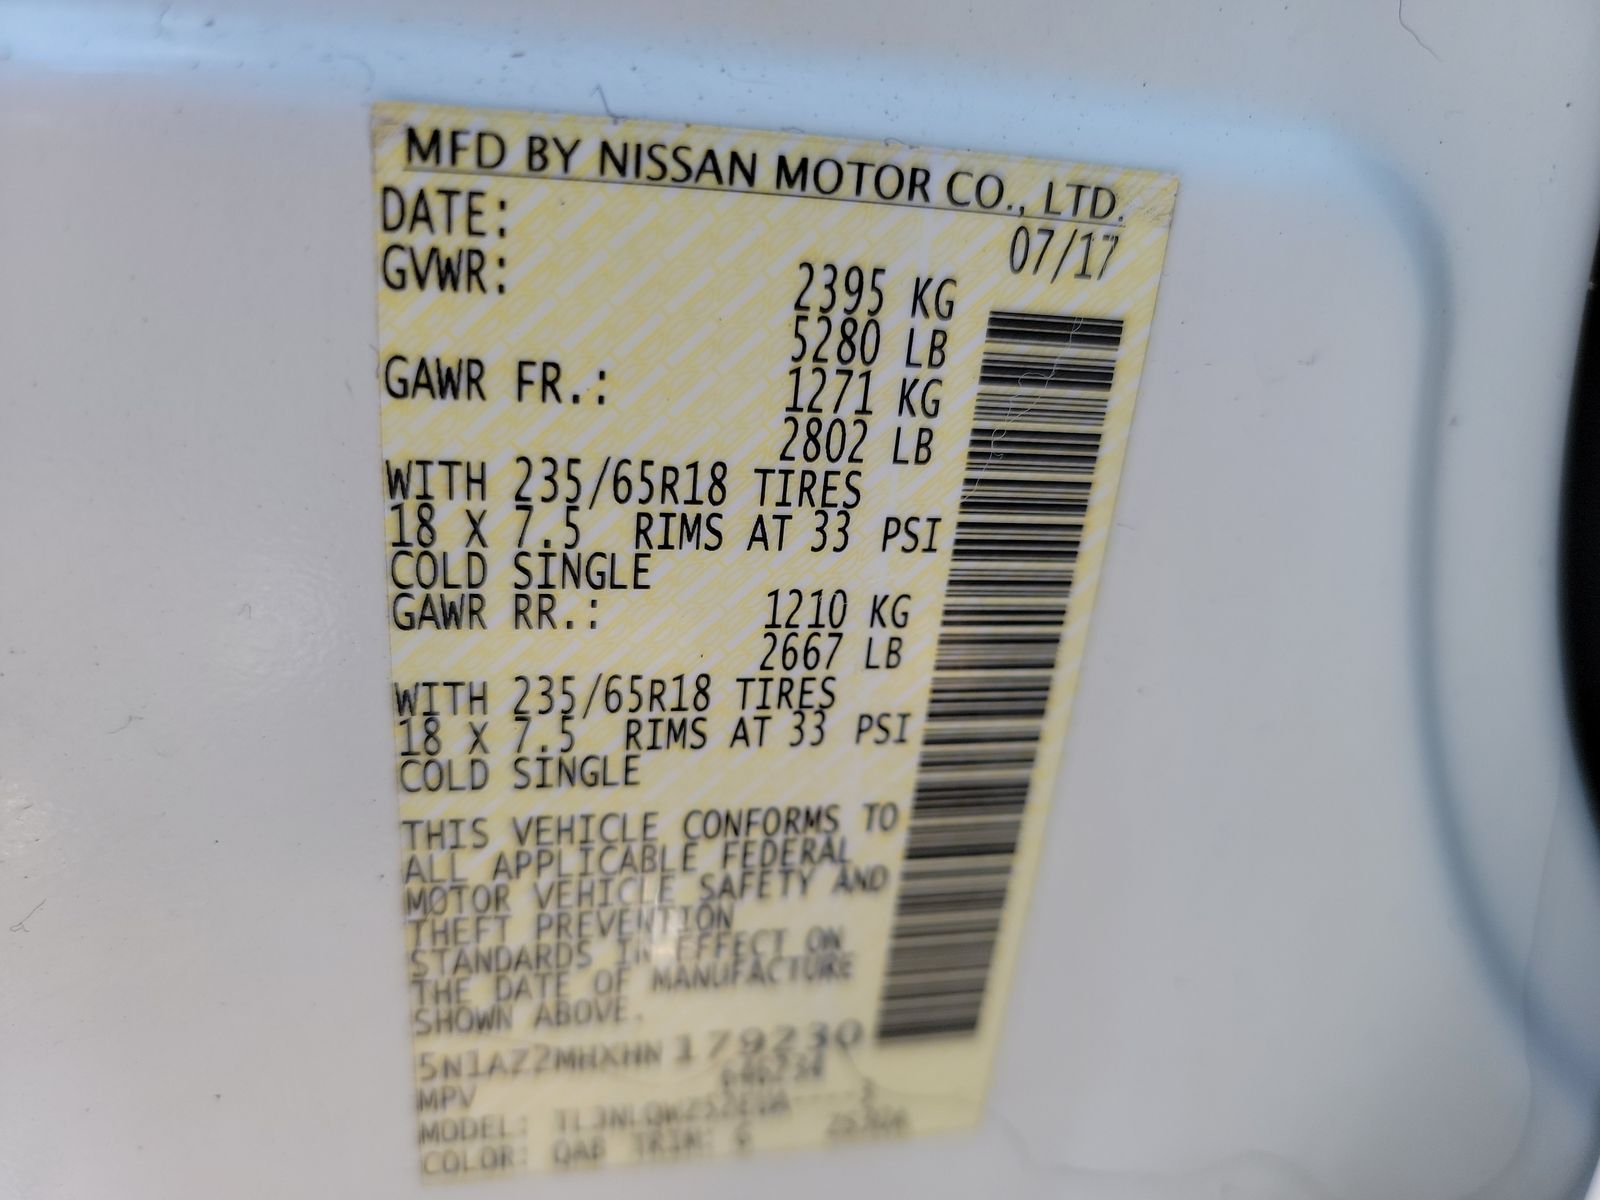 MFD BY NISSAN MOTOR CO., LTD.
DATE: 07/17
GVWR: 2395 KG
5280 LB
GAWR FR.: 1271 KG
2802 LB
WITH 235/65R18 TIRES
18 X 7.5 RIMS AT 33 PSI
COLD SINGLE
GAWR RR.: 1210 KG
2667 LB
WITH 235/65R18 TIRES
18 X 7.5 RIMS AT 33 PSI
COLD SINGLE
THIS VEHICLE CONFORMS TO
ALL APPLICABLE FEDERAL
MOTOR VEHICLE SAFETY AND
THEFT PREVENTION
STANDARDS IN EFFECT ON
THE DATE OF MANUFACTURE
SHOWN ABOVE.
5N1AZ2MHXHN179230
MPV
MODEL:
COLOR: QAB TRIM: G